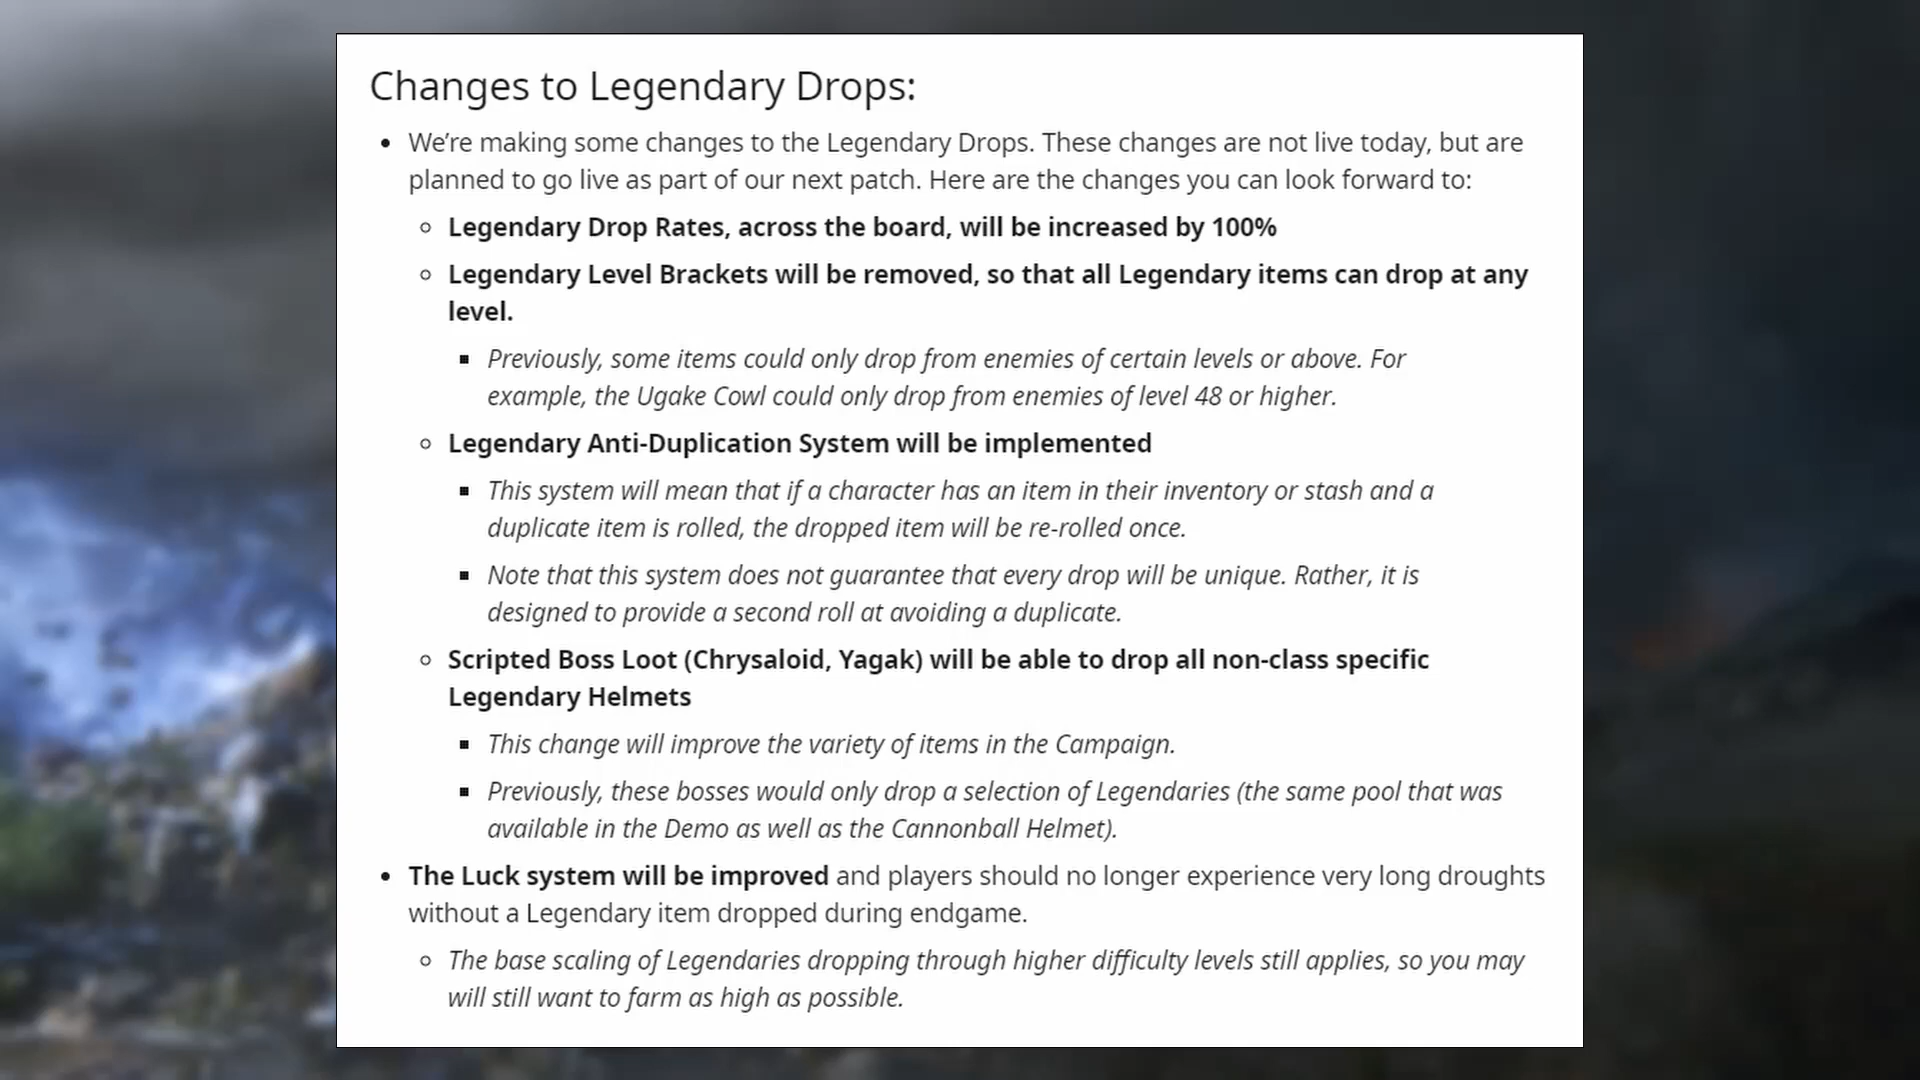 Changes to Legendary Drops:
We’re making some changes to the Legendary Drops. These changes are not live today, but are
planned to go live as part of our next patch. Here are the changes you can look forward to:
Legendary Drop Rates, across the board, will be increased by 100%
Legendary Level Brackets will be removed, so that all Legendary items can drop at any
level.
Previously, some items could only drop from enemies of certain levels or above. For
example, the Ugake Cowl could only drop from enemies of level 48 or higher.
Legendary Anti-Duplication System will be implemented
This system will mean that if a character has an item in their inventory or stash and a
duplicate item is rolled, the dropped item will be re-rolled once.
Note that this system does not guarantee that every drop will be unique. Rather, it is
designed to provide a second roll at avoiding a duplicate.
Scripted Boss Loot (Chrysaloid, Yagak) will be able to drop all non-class specific
Legendary Helmets
This change will improve the variety of items in the Campaign.
Previously, these bosses would only drop a selection of Legendaries (the same pool that was
available in the Demo as well as the Cannonball Helmet).
The Luck system will be improved and players should no longer experience very long droughts
without a Legendary item dropped during endgame.
The base scaling of Legendaries dropping through higher difficulty levels still applies, so you may
will still want to farm as high as possible.